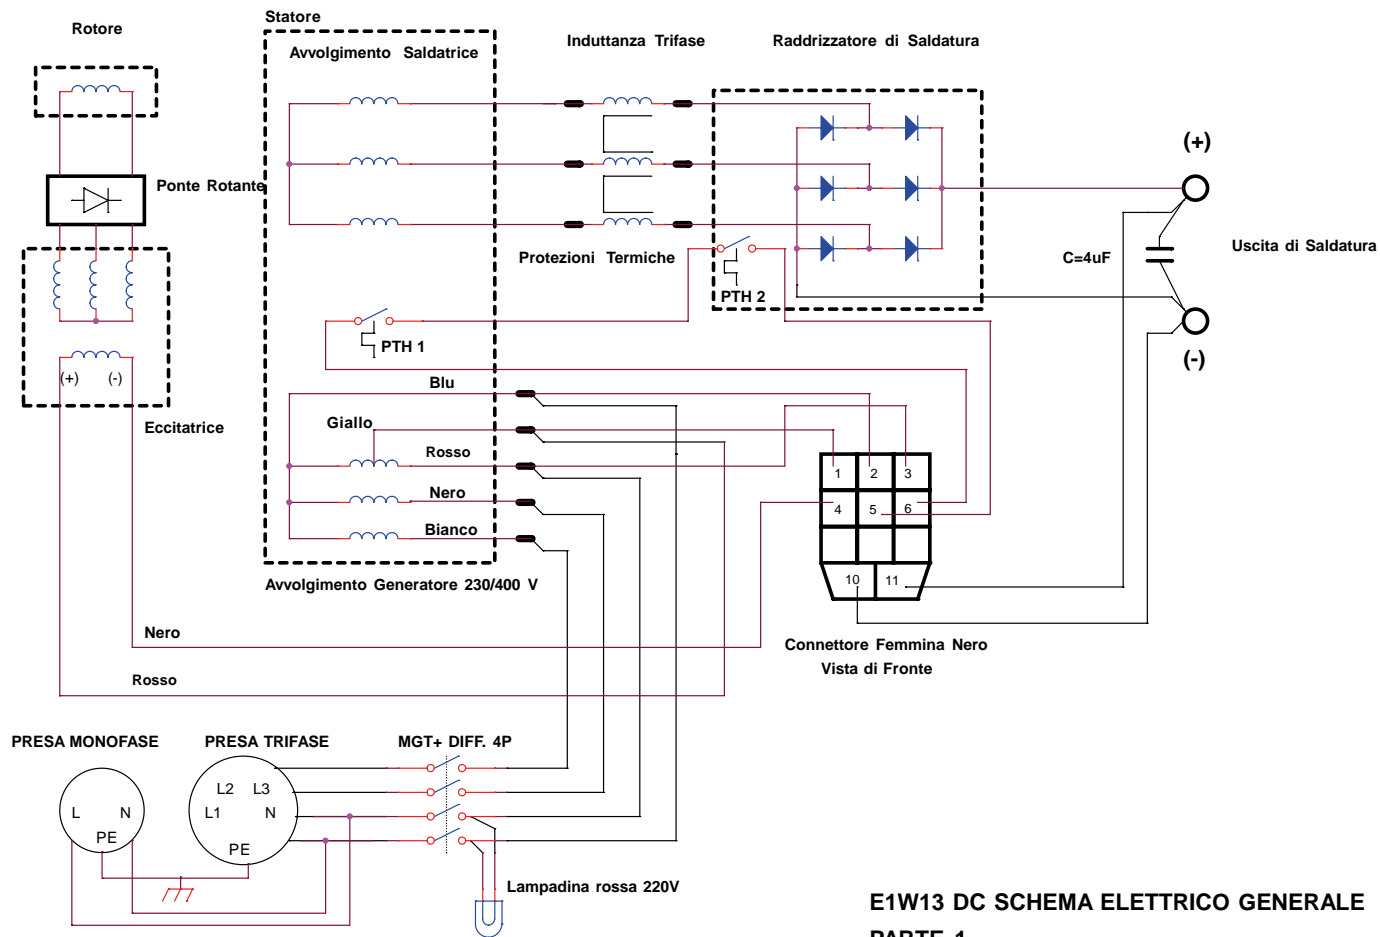 Rotore
Statore
Avvolgimento Saldatrice
Induttanza Trifase
Raddrizzatore di Saldatura
Ponte Rotante
(+)
Uscita di Saldatura
C=4uF
Protezioni Termiche
PTH 2
PTH 1
(-)
(+) (-)
Eccitatrice
Blu
Giallo
Rosso
Nero
Bianco
Avvolgimento Generatore 230/400 V
1 2 3
4 5 6
10 11
Connettore Femmina Nero
Vista di Fronte
Nero
Rosso
PRESA MONOFASE
PRESA TRIFASE
MGT+ DIFF. 4P
L N
PE
L2 L3
L1 N
PE
Lampadina rossa 220V
E1W13 DC SCHEMA ELETTRICO GENERALE
PARTE 1